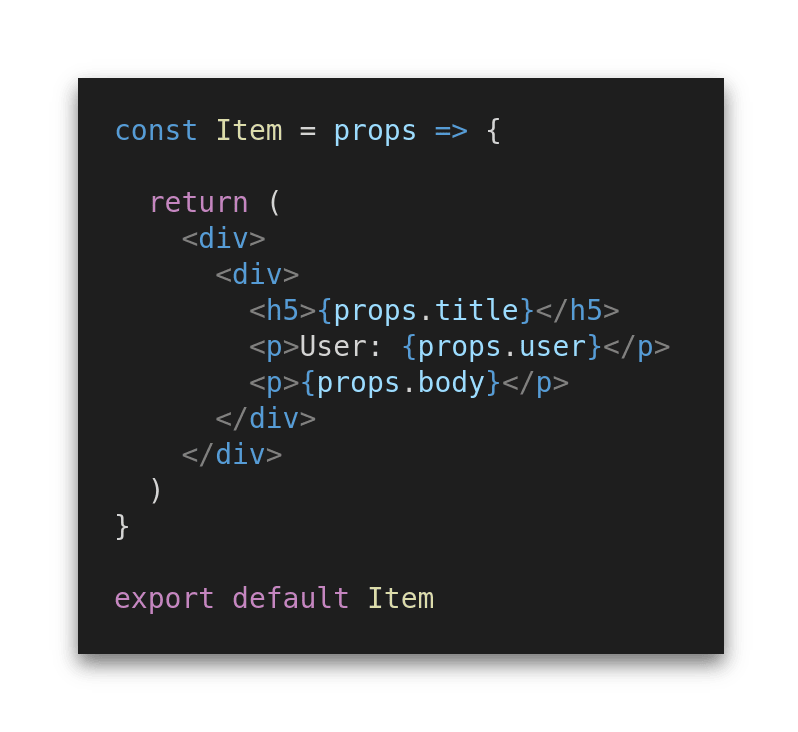 const Item = props => {
  return (
    <div>
      <div>
        <h5>{props.title}</h5>
        <p>User: {props.user}</p>
        <p>{props.body}</p>
      </div>
    </div>
  )
}
export default Item